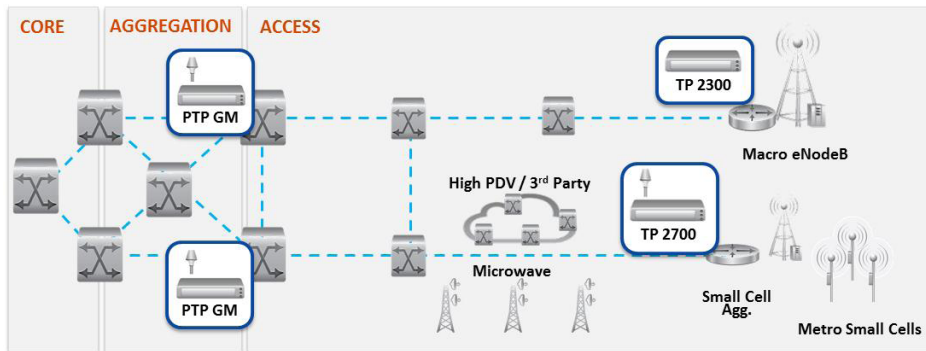 CORE
AGGREGATION
ACCESS
PTP GM
TP 2300
Macro eNodeB
High PDV / 3rd Party
TP 2700
Microwave
PTP GM
Small Cell
Agg.
Metro Small Cells